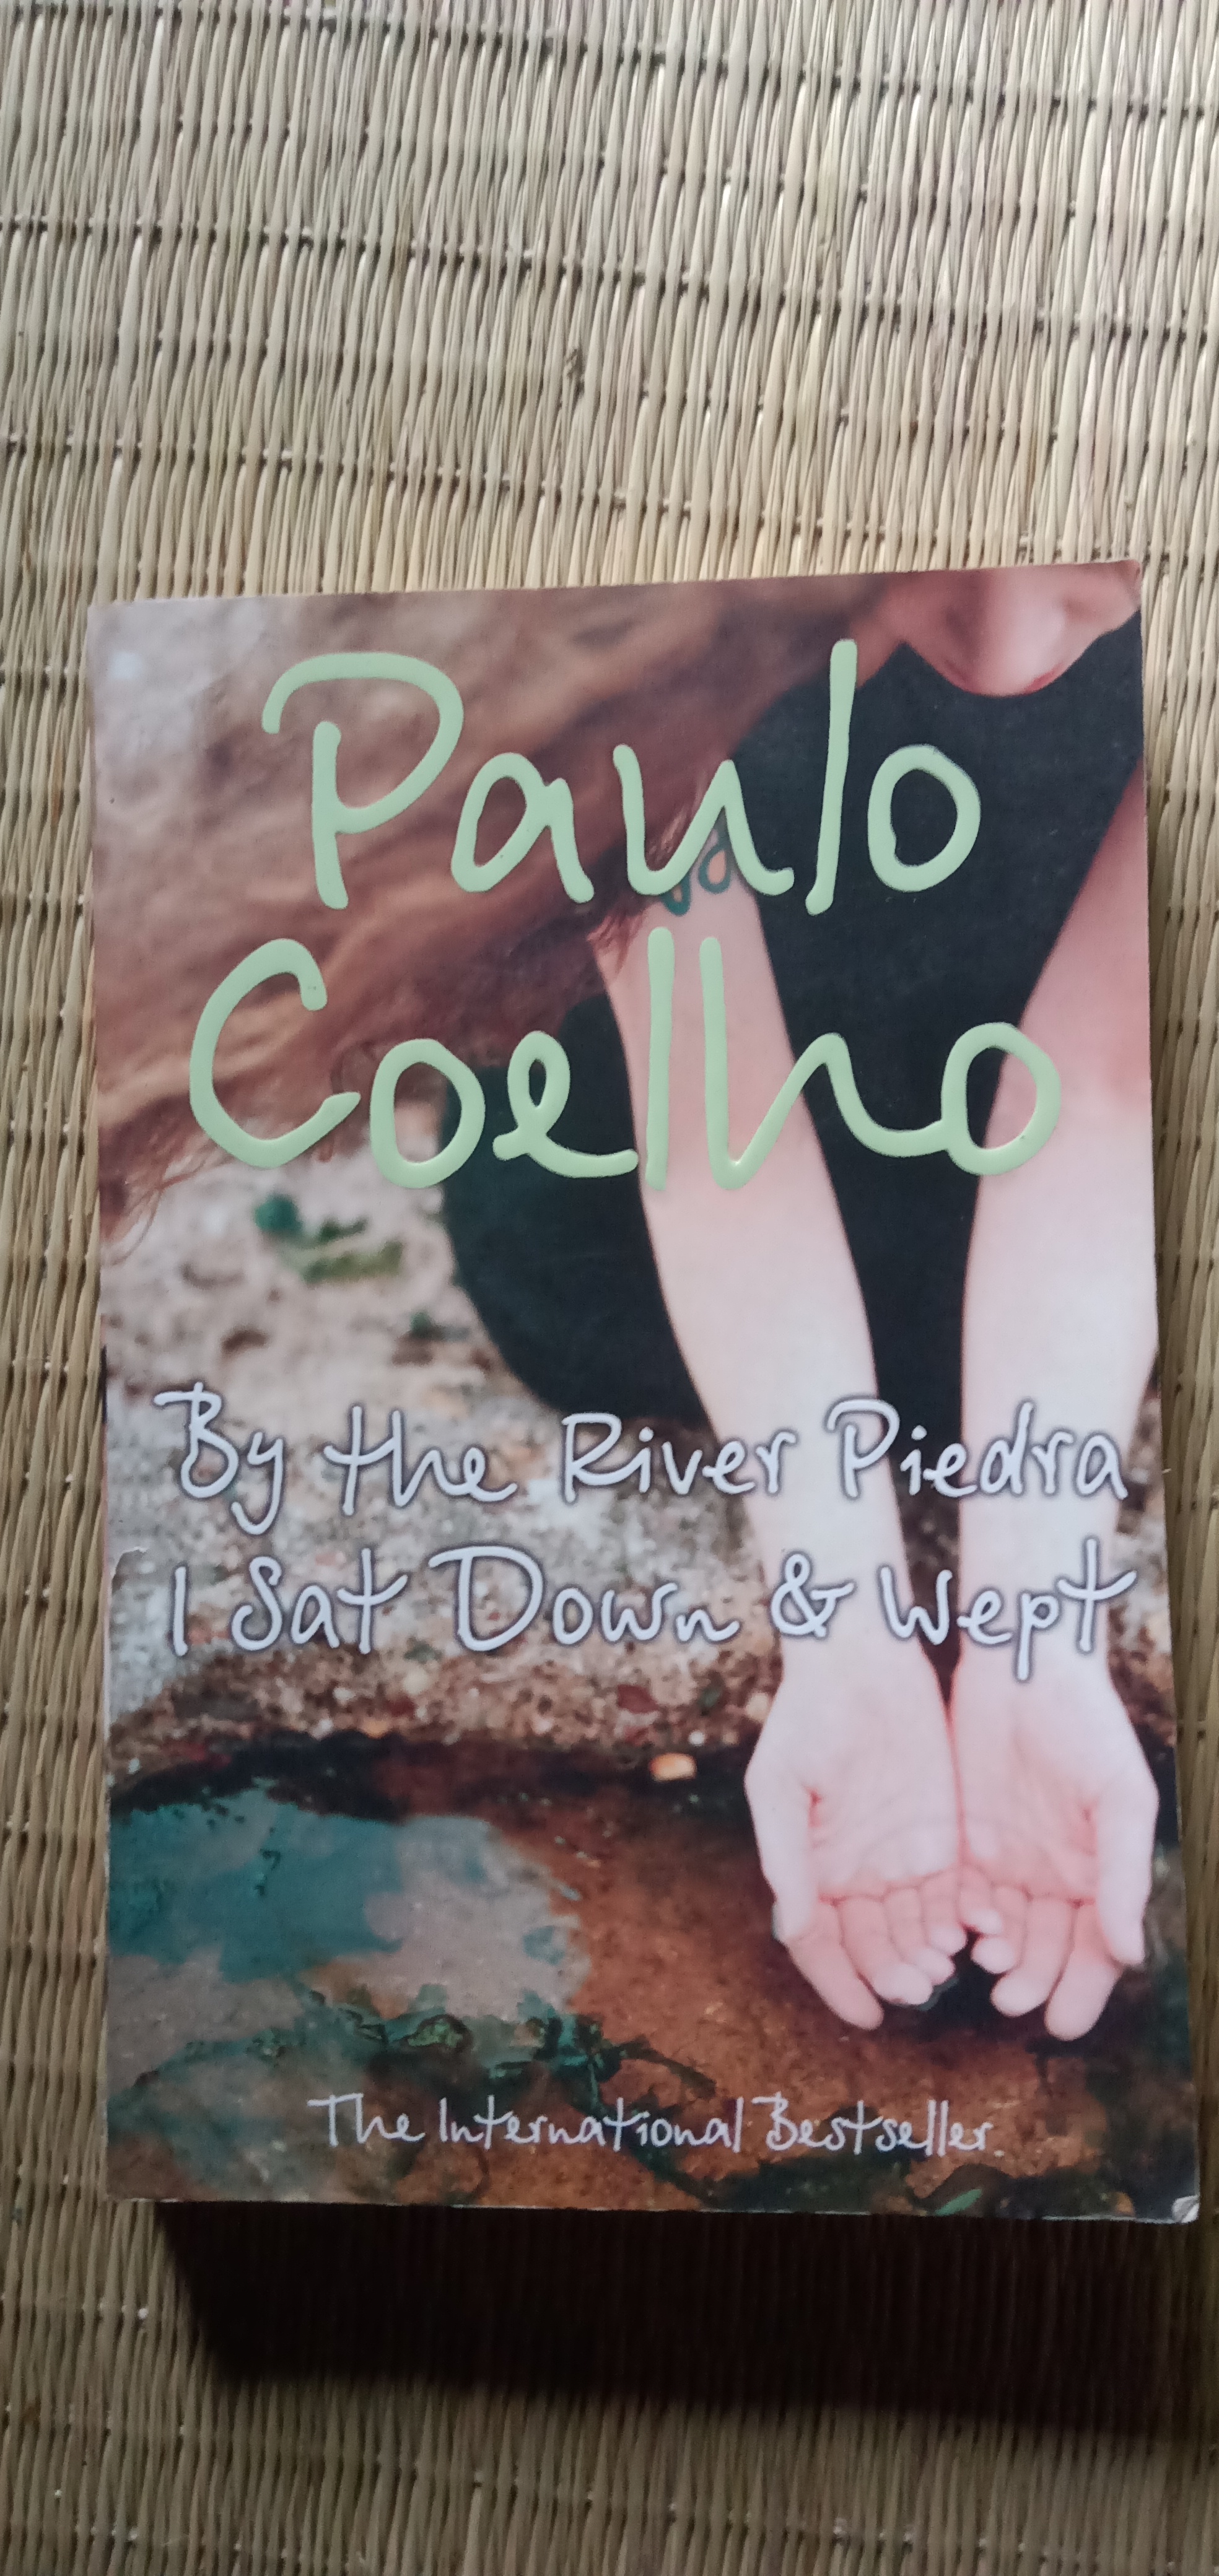 Paulo
Coelho
By the River Piedra
I Sat Down & Wept
The International Bestseller.